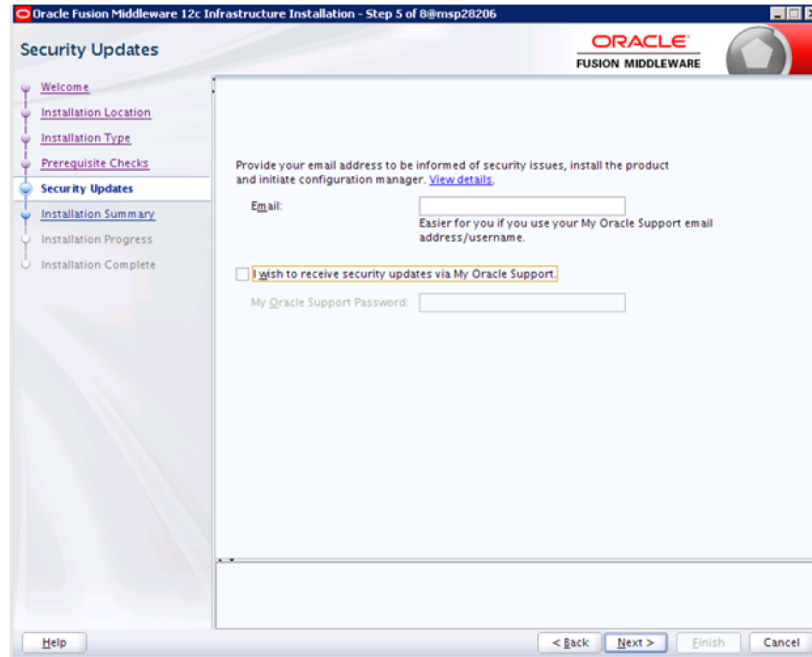 Oracle Fusion Middleware 12c Infrastructure Installation - Step 5 of 8@msp28206
Security Updates
ORACLE
FUSION MIDDLEWARE
Welcome
Installation Location
Installation Type
Prerequisite Checks
Security Updates
Installation Summary
Installation Progress
Installation Complete
Provide your email address to be informed of security issues, install the product
and initiate configuration manager. View details.
Email:
Easier for you if you use your My Oracle Support email
address/username.
I wish to receive security updates via My Oracle Support.
My Oracle Support Password:
Help
< Back
Next >
Finish
Cancel